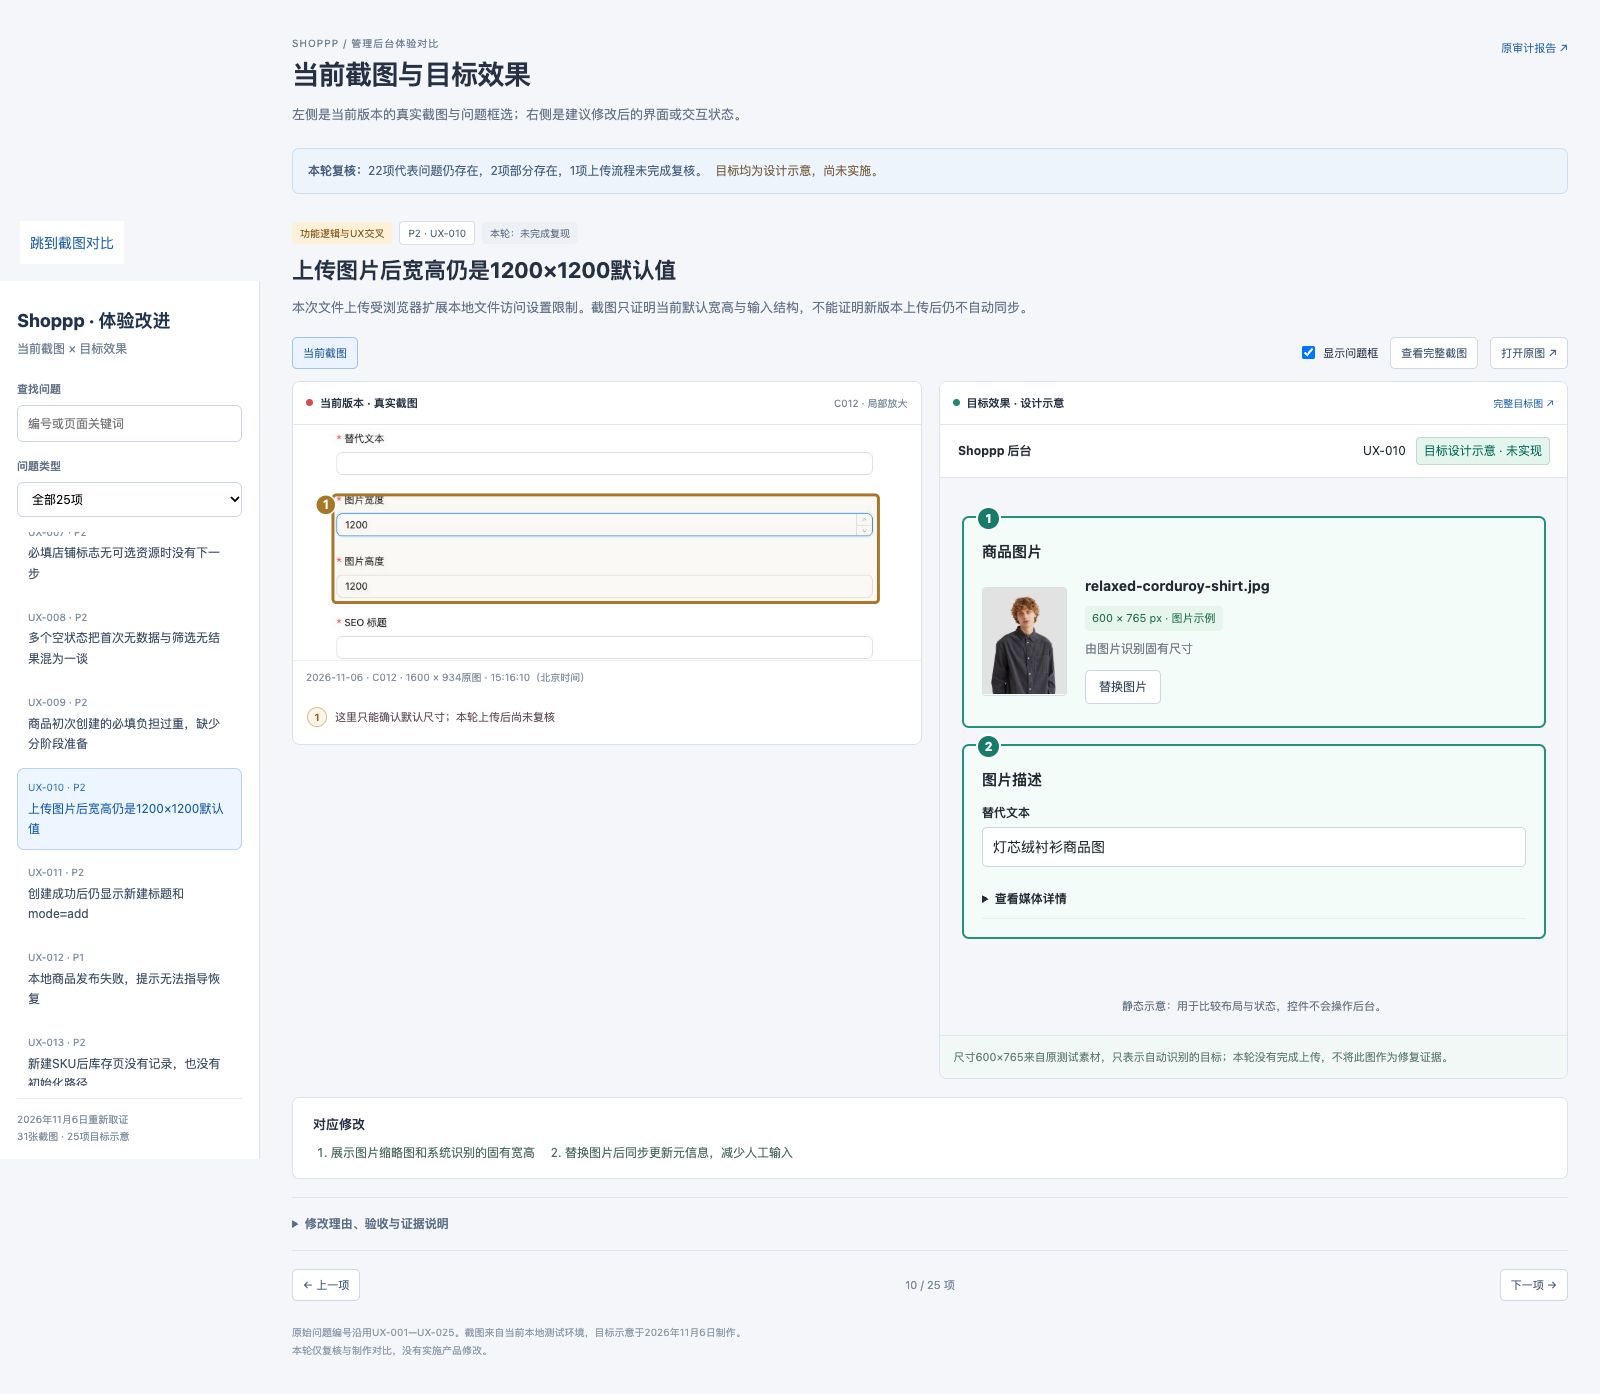 SHOPPP / 管理后台体验对比
当前截图与目标效果
原审计报告 ↗
左侧是当前版本的真实截图与问题框选；右侧是建议修改后的界面或交互状态。
本轮复核：22项代表问题仍存在，2项部分存在，1项上传流程未完成复核。 目标均为设计示意，尚未实施。
跳到截图对比
Shoppp · 体验改进
当前截图 × 目标效果
查找问题
编号或页面关键词
问题类型
全部25项
UX-007 · P2
必填店铺标志无可选资源时没有下一
步
UX-008 · P2
多个空状态把首次无数据与筛选无结
果混为一谈
UX-009 · P2
商品初次创建的必填负担过重，缺少
分阶段准备
UX-010 · P2
上传图片后宽高仍是1200×1200默认
值
UX-011 · P2
创建成功后仍显示新建标题和
mode=add
UX-012 · P1
本地商品发布失败，提示无法指导恢
复
UX-013 · P2
新建SKU后库存页没有记录，也没有
初始化路径
2026年11月6日重新取证
31张截图 · 25项目标示意
功能逻辑与UX交叉
P2 · UX-010
本轮：未完成复现
上传图片后宽高仍是1200×1200默认值
本次文件上传受浏览器扩展本地文件访问设置限制。截图只证明当前默认宽高与输入结构，不能证明新版本上传后仍不自动同步。
当前截图
显示问题框
查看完整截图
打开原图 ↗
当前版本 · 真实截图
C012 · 局部放大
* 替代文本
1
* 图片宽度
1200
* 图片高度
1200
* SEO 标题
2026-11-06 · C012 · 1600 × 934原图 · 15:16:10（北京时间）
1 这里只能确认默认尺寸；本轮上传后尚未复核
目标效果 · 设计示意
完整目标图 ↗
Shoppp 后台
UX-010
目标设计示意 · 未实现
1
商品图片
relaxed-corduroy-shirt.jpg
600 × 765 px · 图片示例
由图片识别固有尺寸
替换图片
2
图片描述
替代文本
灯芯绒衬衫商品图
查看媒体详情
静态示意：用于比较布局与状态，控件不会操作后台。
尺寸600×765来自原测试素材，只表示自动识别的目标；本轮没有完成上传，不将此图作为修复证据。
对应修改
1. 展示图片缩略图和系统识别的固有宽高
2. 替换图片后同步更新元信息，减少人工输入
修改理由、验收与证据说明
← 上一项
10 / 25 项
下一项 →
原始问题编号沿用UX-001—UX-025。截图来自当前本地测试环境，目标示意于2026年11月6日制作。
本轮仅复核与制作对比，没有实施产品修改。